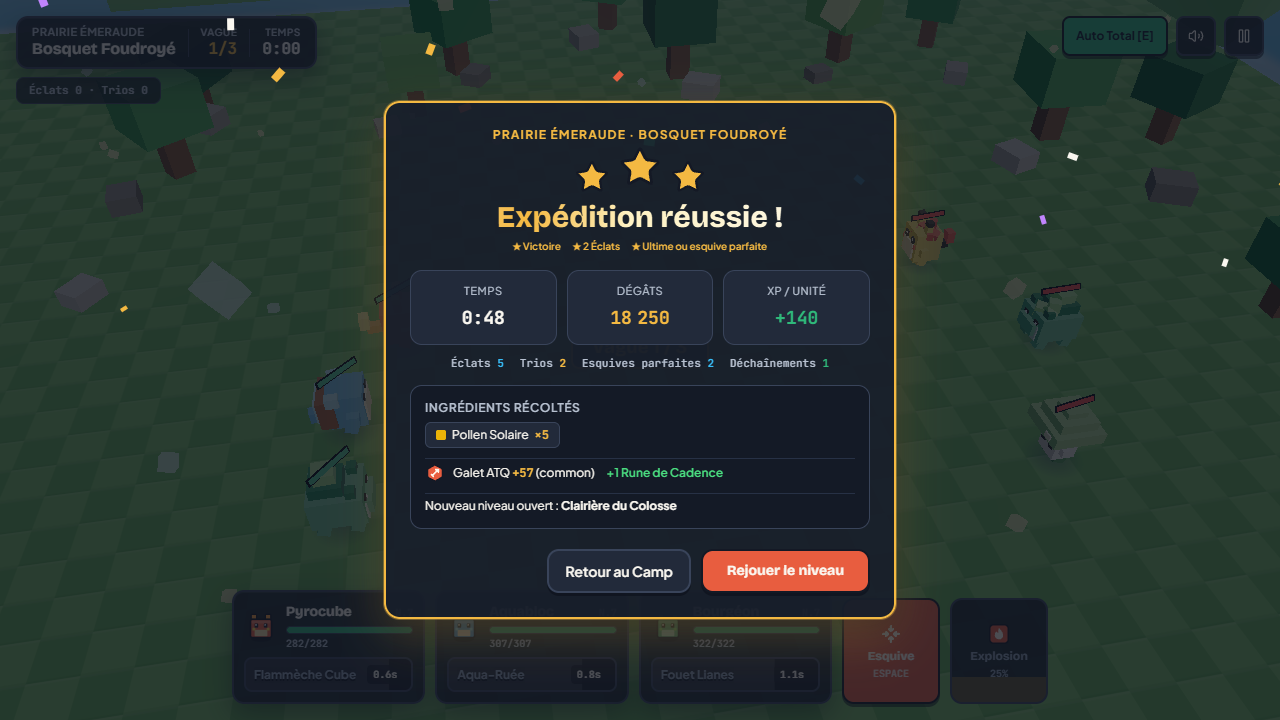 PRAIRIE ÉMERAUDE
Bosquet Foudroyé
VAGUE
1/3
TEMPS
0:00
Auto Total [E]
Éclats 0 · Trios 0
PRAIRIE ÉMERAUDE · BOSQUET FOUDROYÉ
Expédition réussie !
★ Victoire ★ 2 Éclats ★ Ultime ou esquive parfaite
TEMPS
0:48
DÉGÂTS
18 250
XP / UNITÉ
+140
Éclats 5 Trios 2 Esquives parfaites 2 Déchaînements 1
INGRÉDIENTS RÉCOLTÉS
Pollen Solaire ×5
Galet ATQ +57 (common) +1 Rune de Cadence
Nouveau niveau ouvert : Clairière du Colosse
Retour au Camp
Rejouer le niveau
Pyrocube
282/282
Flammèche Cube 0.6s
307/307
Aqua-Ruée 0.8s
322/322
Fouet Llanes 1.1s
Esquive
ESPACE
Explosion
25%